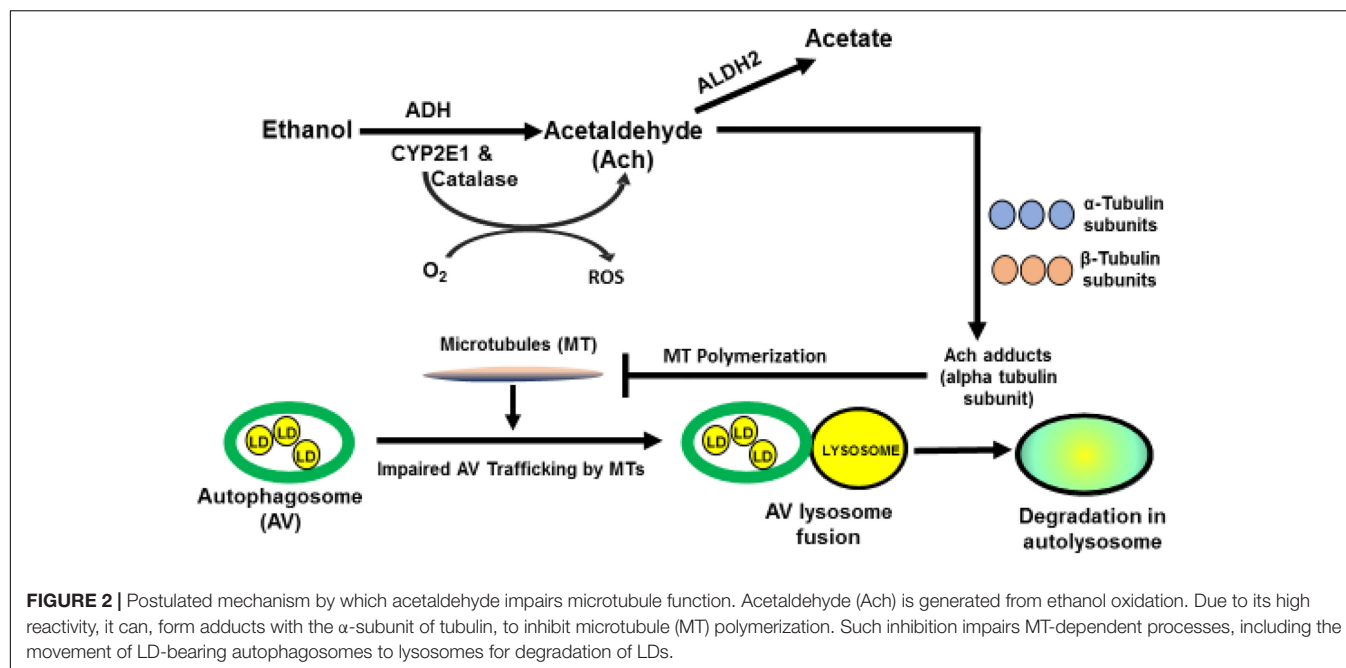 Acetate
ALDH2
ADH
Ethanol
Acetaldehyde
(Ach)
CYP2E1 &
Catalase
O₂
ROS
α-Tubulin
subunits
β-Tubulin
subunits
Microtubules (MT)
MT Polymerization
Ach adducts
(alpha tubulin
subunit)
LD
LD
LD
Impaired AV Trafficking by MTs
LD
LD
LD
LYSOSOME
Autophagosome
(AV)
AV lysosome
fusion
Degradation in
autolysosome
FIGURE 2 | Postulated mechanism by which acetaldehyde impairs microtubule function. Acetaldehyde (Ach) is generated from ethanol oxidation. Due to its high
reactivity, it can, form adducts with the α-subunit of tubulin, to inhibit microtubule (MT) polymerization. Such inhibition impairs MT-dependent processes, including the
movement of LD-bearing autophagosomes to lysosomes for degradation of LDs.